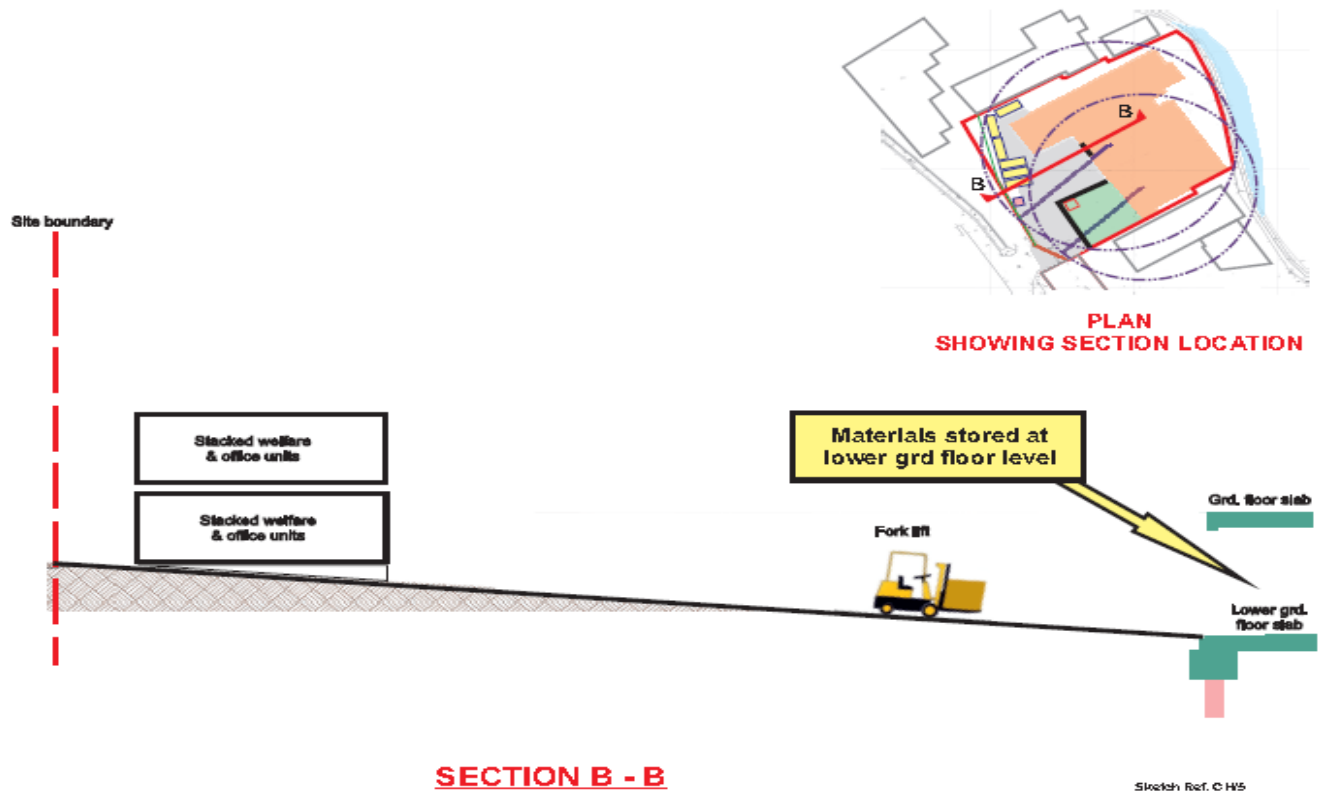 B
B
PLAN
SHOWING SECTION LOCATION
Site boundary
Stacked welfare
& office units
Stacked welfare
& office units
Materials stored at
lower grd floor level
Fork lift
Grd. floor slab
Lower grd.
floor slab
SECTION B - B
Sketch Ref. C H/5